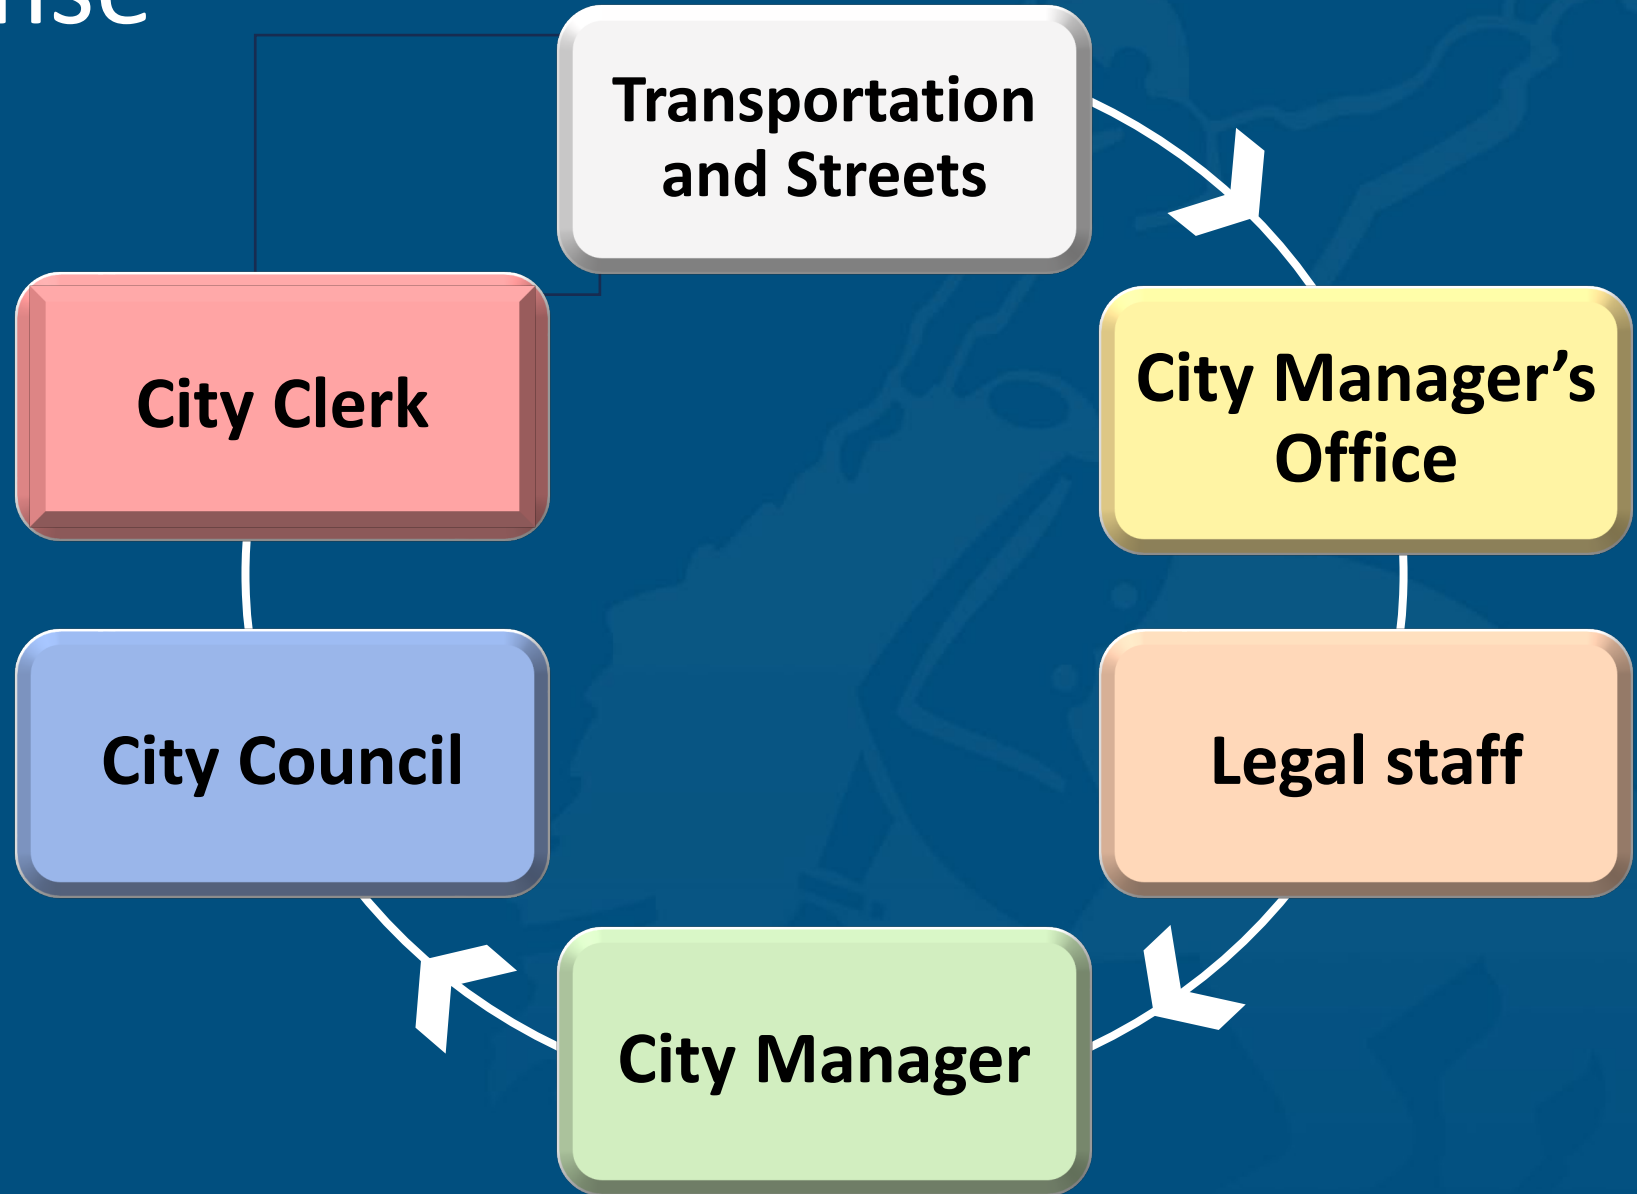 Transportation
and Streets
City Manager’s
Office
Legal staff
City Manager
City Council
City Clerk